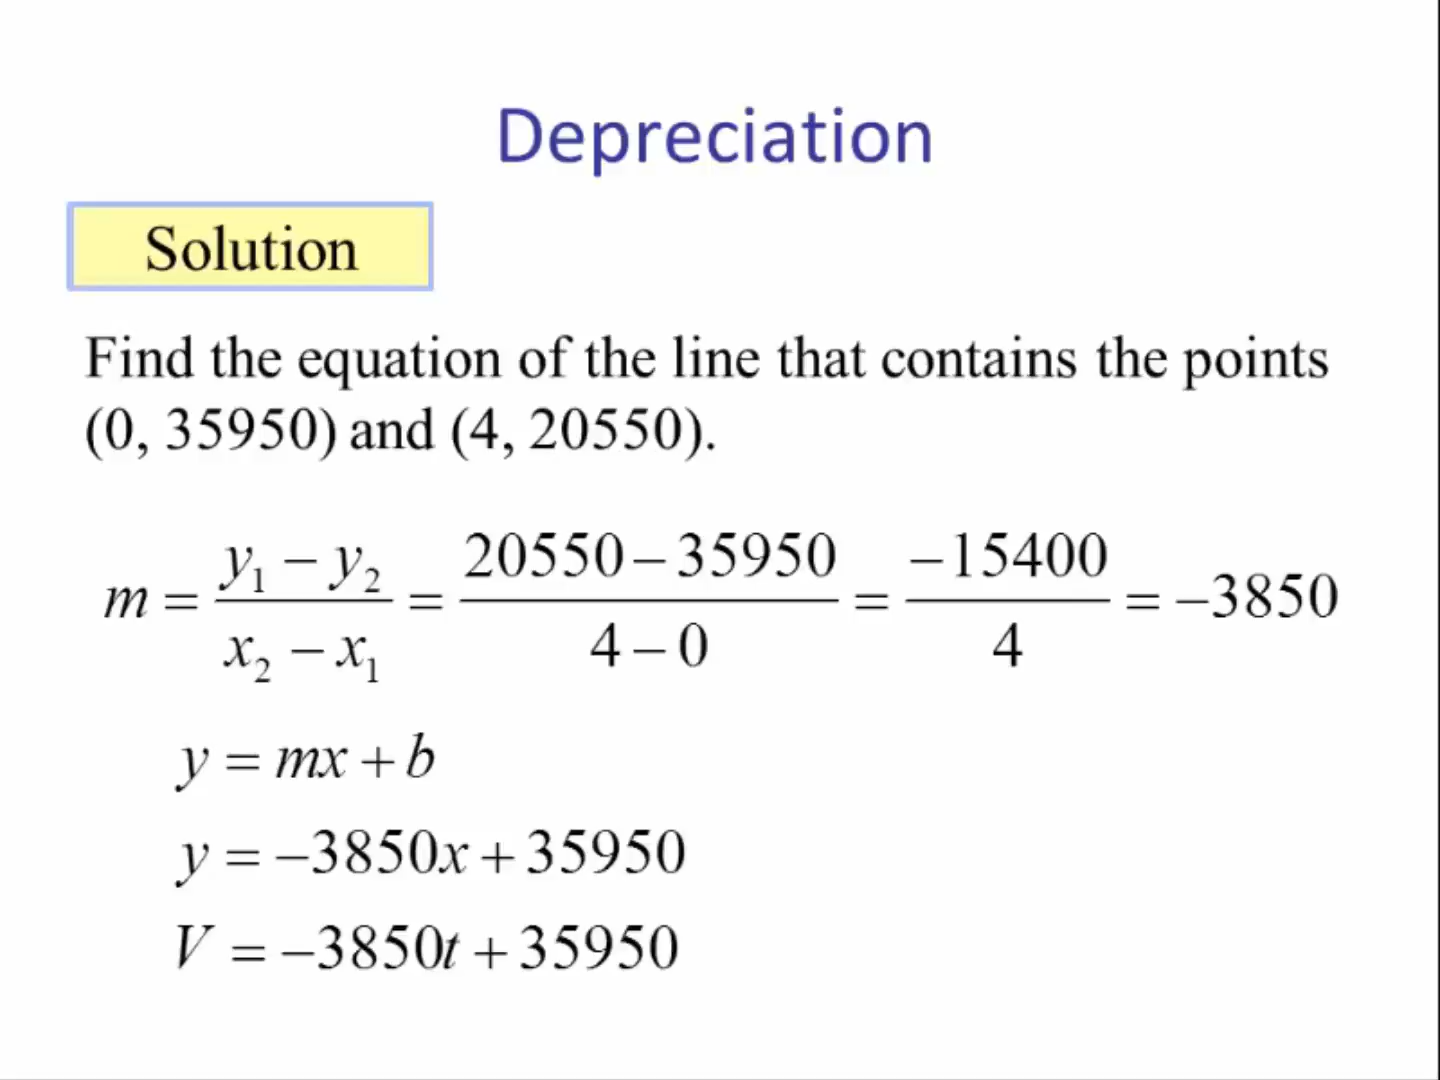 Depreciation
Solution
Find the equation of the line that contains the points
(0, 35950) and (4, 20550).
m = (y₁ − y₂)/(x₂ − x₁) = (20550 − 35950)/(4 − 0) = −15400/4 = −3850
y = mx + b
y = −3850x + 35950
V = −3850t + 35950